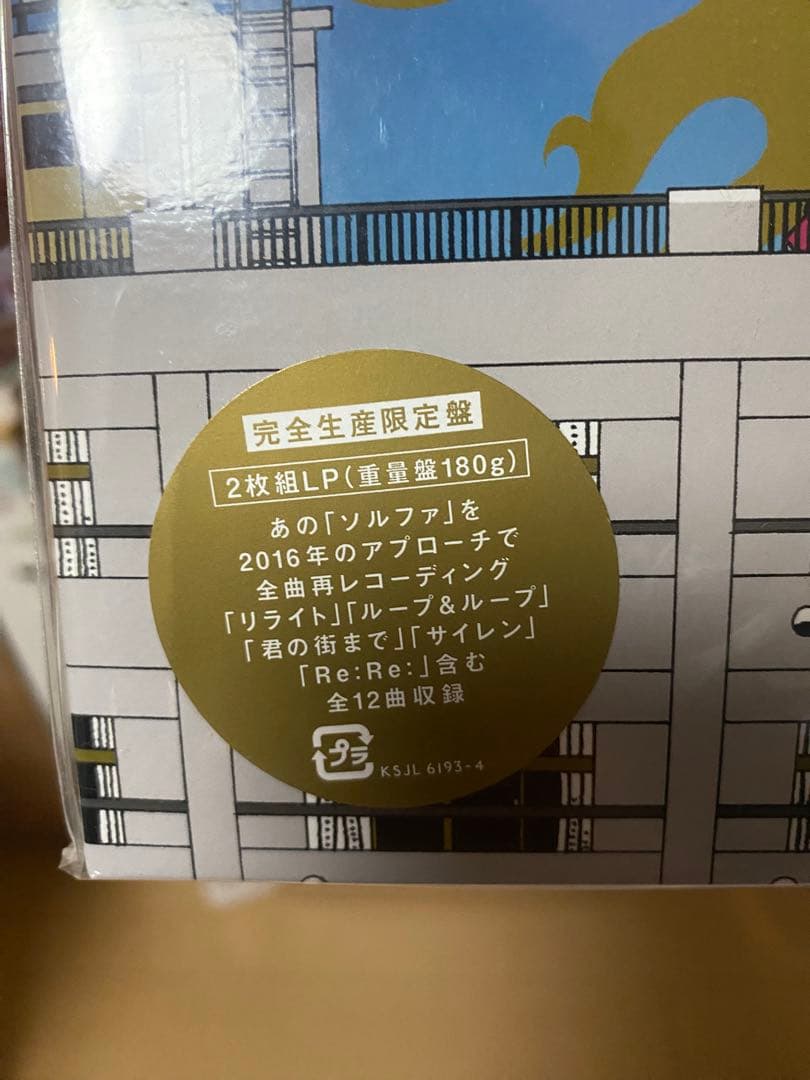 完全生産限定盤
2枚組LP(重量盤180g)
あの「ソルファ」を
2016年のアプローチで
全曲再レコーディング
「リライト」「ループ&ループ」
「君の街まで」「サイレン」
「Re:Re:」含む
全12曲収録
プラ
KSJL 6193-4